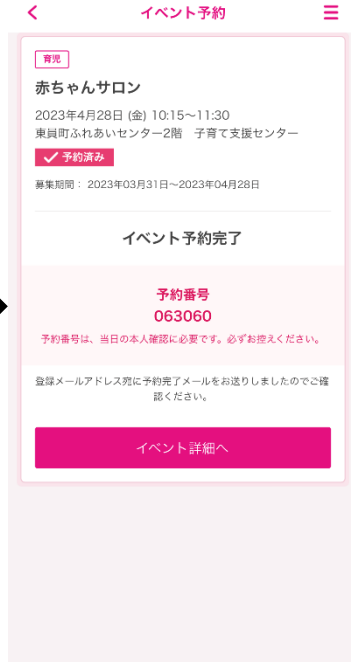 イベント予約
育児
赤ちゃんサロン
2023年4月28日 (金) 10:15〜11:30
東員町ふれあいセンター2階　子育て支援センター
予約済み
募集期間： 2023年03月31日〜2023年04月28日
イベント予約完了
予約番号
063060
予約番号は、当日の本人確認に必要です。必ずお控えください。
登録メールアドレス宛に予約完了メールをお送りしましたのでご確
認ください。
イベント詳細へ